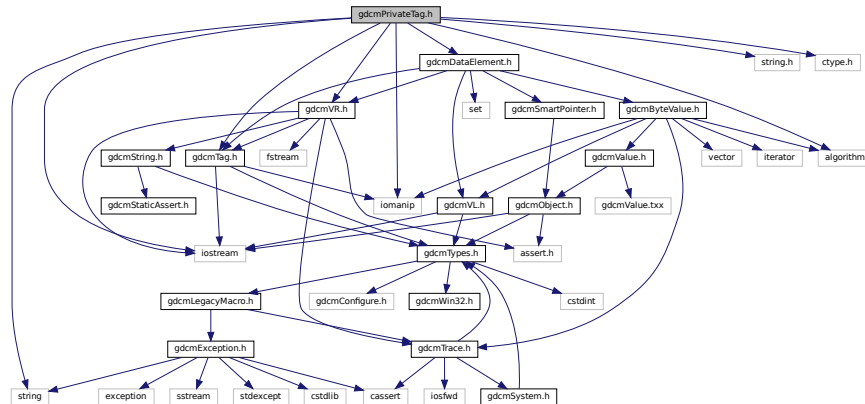 gdcmPrivateTag.h
gdcmDataElement.h
string.h
ctype.h
gdcmVR.h
set
gdcmSmartPointer.h
gdcmByteValue.h
gdcmString.h
gdcmTag.h
fstream
gdcmValue.h
vector
iterator
algorithm
gdcmStaticAssert.h
iomanip
gdcmVL.h
gdcmObject.h
gdcmValue.txx
iostream
gdcmTypes.h
assert.h
gdcmLegacyMacro.h
gdcmConfigure.h
gdcmWin32.h
cstdint
gdcmException.h
gdcmTrace.h
string
exception
sstream
stdexcept
cstdlib
cassert
iosfwd
gdcmSystem.h